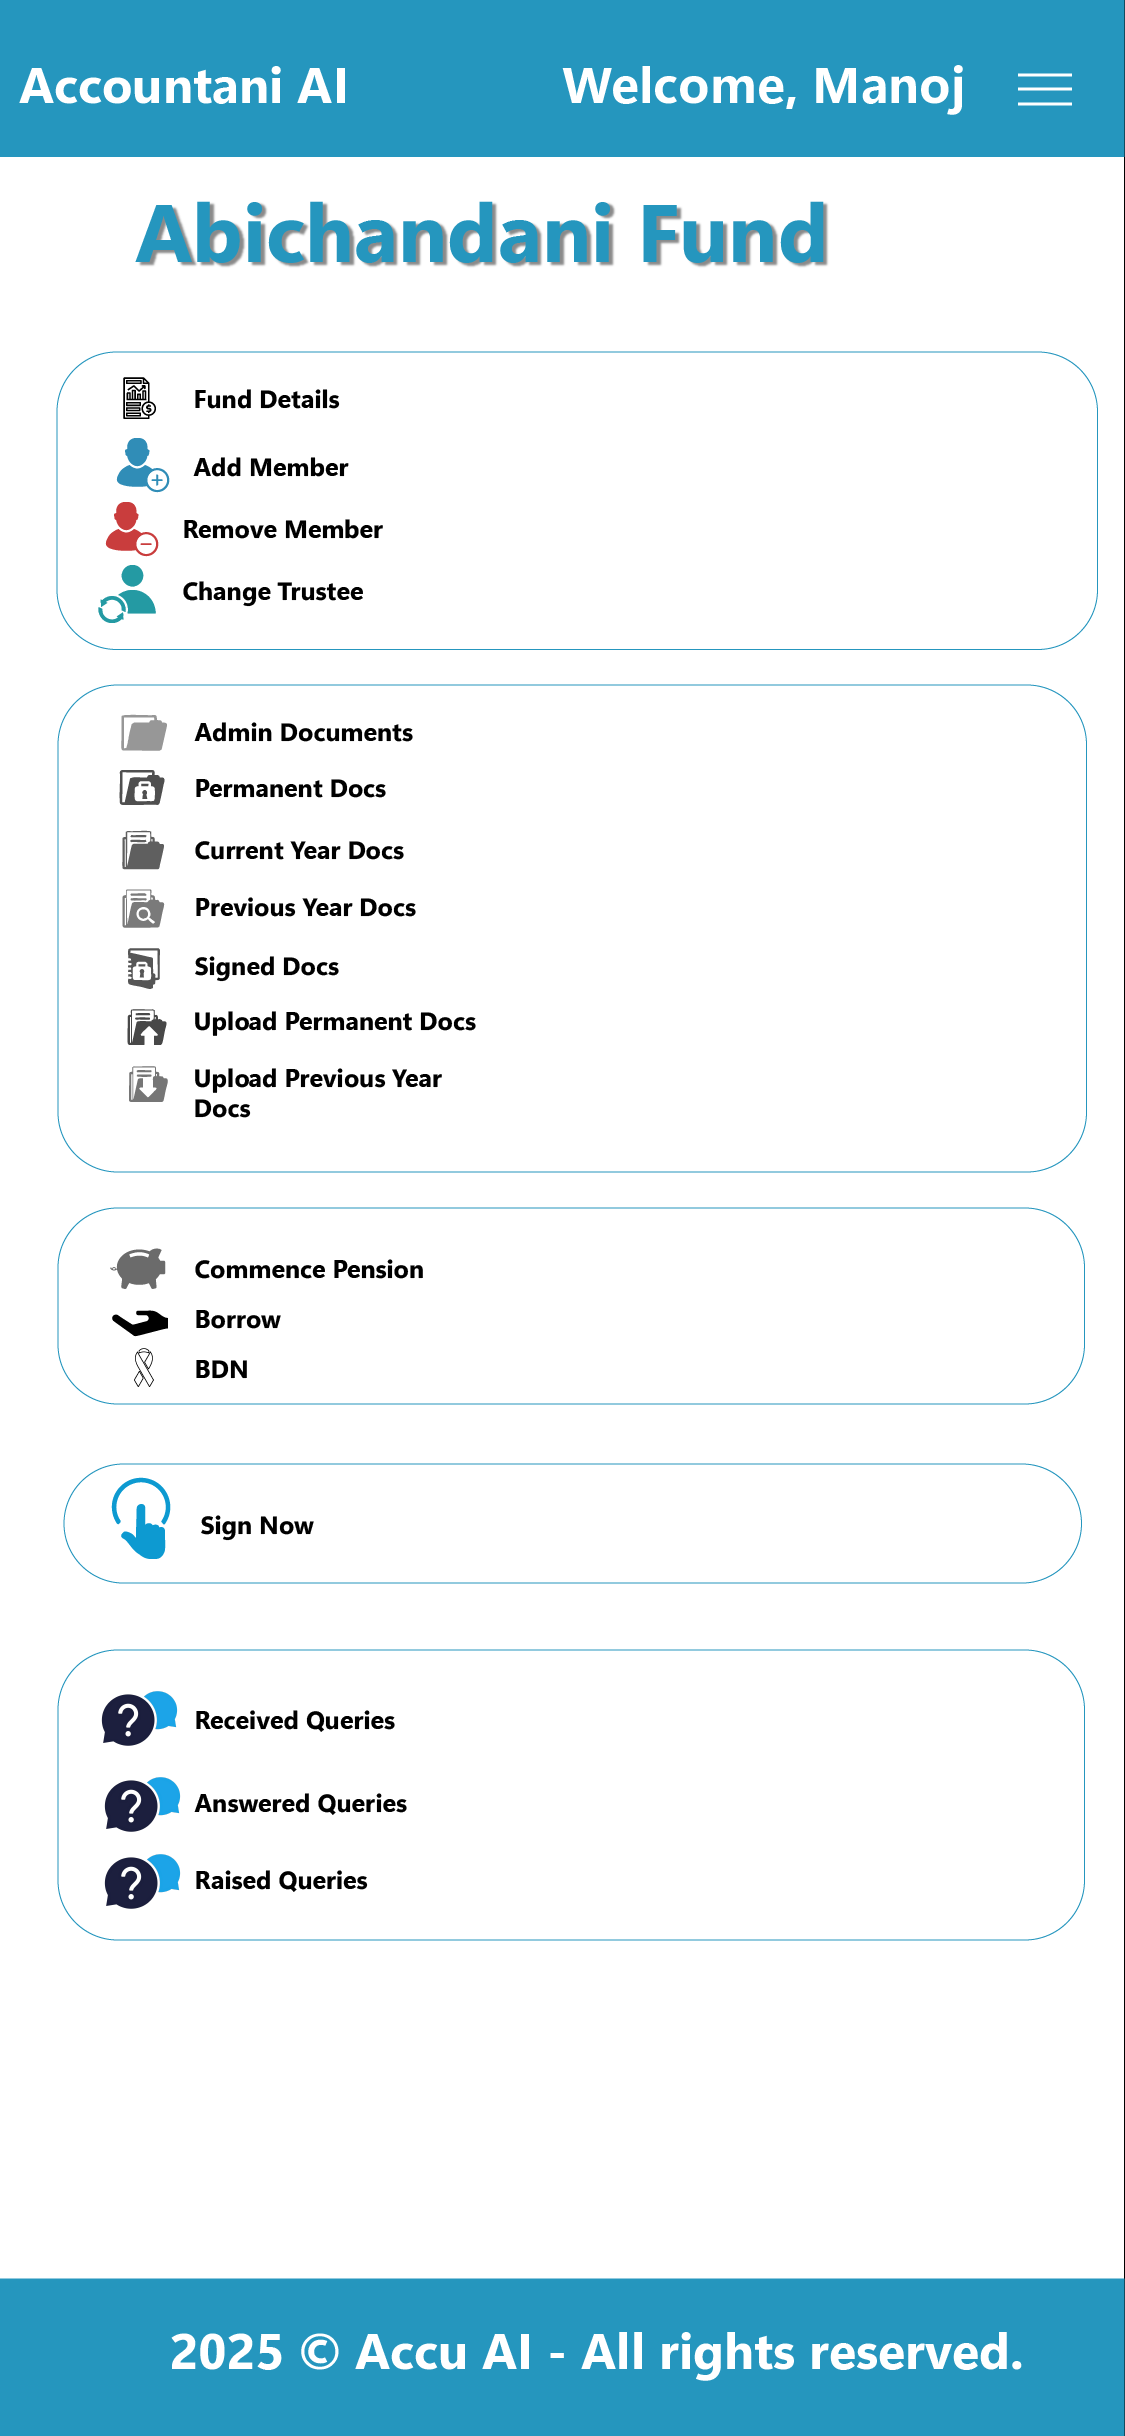 Accountani AI
Welcome, Manoj
Abichandani Fund
Fund Details
Add Member
Remove Member
Change Trustee
Admin Documents
Permanent Docs
Current Year Docs
Previous Year Docs
Signed Docs
Upload Permanent Docs
Upload Previous Year
Docs
Commence Pension
Borrow
BDN
Sign Now
Received Queries
Answered Queries
Raised Queries
2025 © Accu AI - All rights reserved.